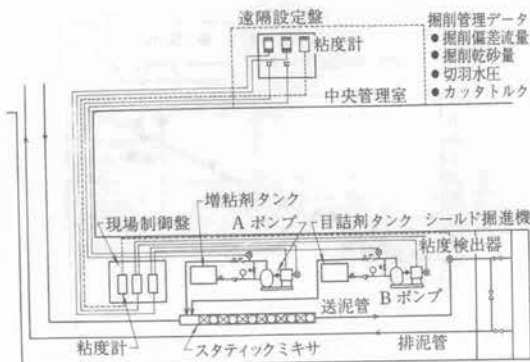 遠隔設定盤
粘度計
中央管理室
掘削管理データ
●掘削偏差流量
●掘削乾砂量
●切羽水圧
●カッタトルク
増粘剤タンク
現場制御盤
Aポンプ
目詰剤タンク
シールド掘進機
粘度検出器
Bポンプ
送泥管
排泥管
粘度計
スタティックミキサ